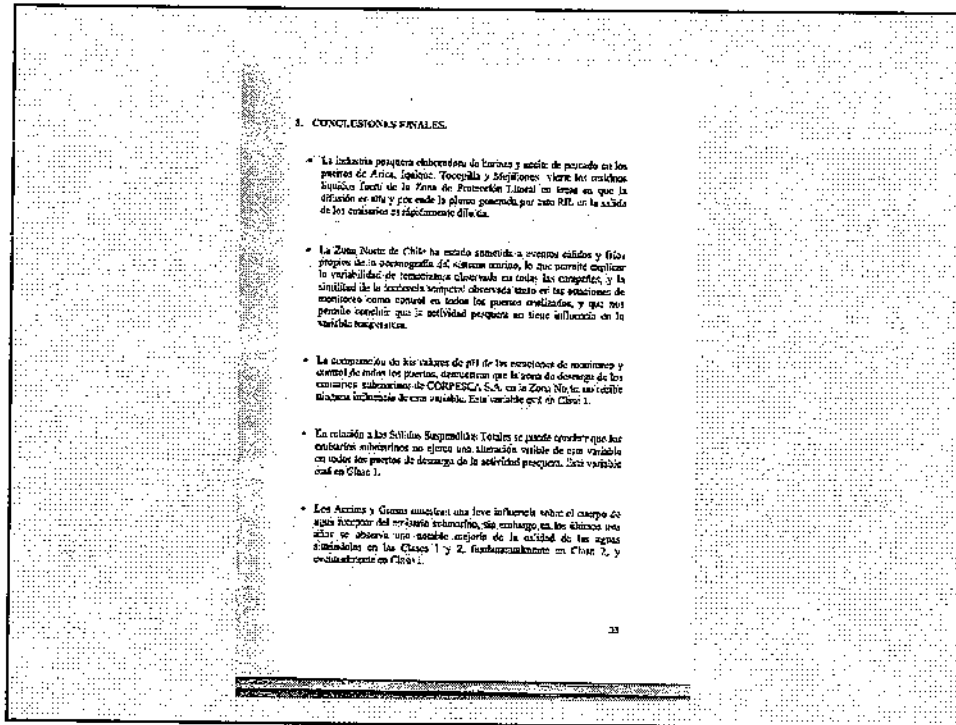 3. CONCLUSIONES FINALES.
• La industria pesquera elaboradora de harina y aceite de pescado en los
puertos de Arica, Iquique, Tocopilla y Mejillones vierte los residuos
líquidos fuera de la Zona de Protección Litoral en áreas en que la
difusión es alta y por ende la pluma generada por este RIL en la salida
de los emisarios es rápidamente diluida.
• La Zona Norte de Chile ha estado sometida a eventos cálidos y fríos
propios de la oceanografía del sistema marino, lo que permite explicar
la variabilidad de temperatura observada en todas las campañas, y la
similitud de la tendencia temporal observada tanto en las estaciones de
monitoreo como control en todos los puertos analizados, y que nos
permite concluir que la actividad pesquera no tiene influencia en la
variable temperatura.
• La comparación de los valores de pH de las estaciones de monitoreo y
control de todos los puertos, demuestran que la zona de descarga de los
emisarios submarinos de CORPESCA S.A. en la Zona Norte, no recibe
ninguna influencia de esta variable. Esta variable está en Clase 1.
• En relación a los Sólidos Suspendidos Totales se puede concluir que los
emisarios submarinos no ejercen una alteración visible de esta variable
en todos los puertos de descarga de la actividad pesquera. Esta variable
está en Clase 1.
• Los Aceites y Grasas muestran una leve influencia sobre el cuerpo de
agua receptor del emisario submarino, sin embargo, en los últimos tres
años se observa una notable mejoría de la calidad de las aguas
situándolas en las Clases 1 y 2, fundamentalmente en Clase 2, y
eventualmente en Clase 1.
33